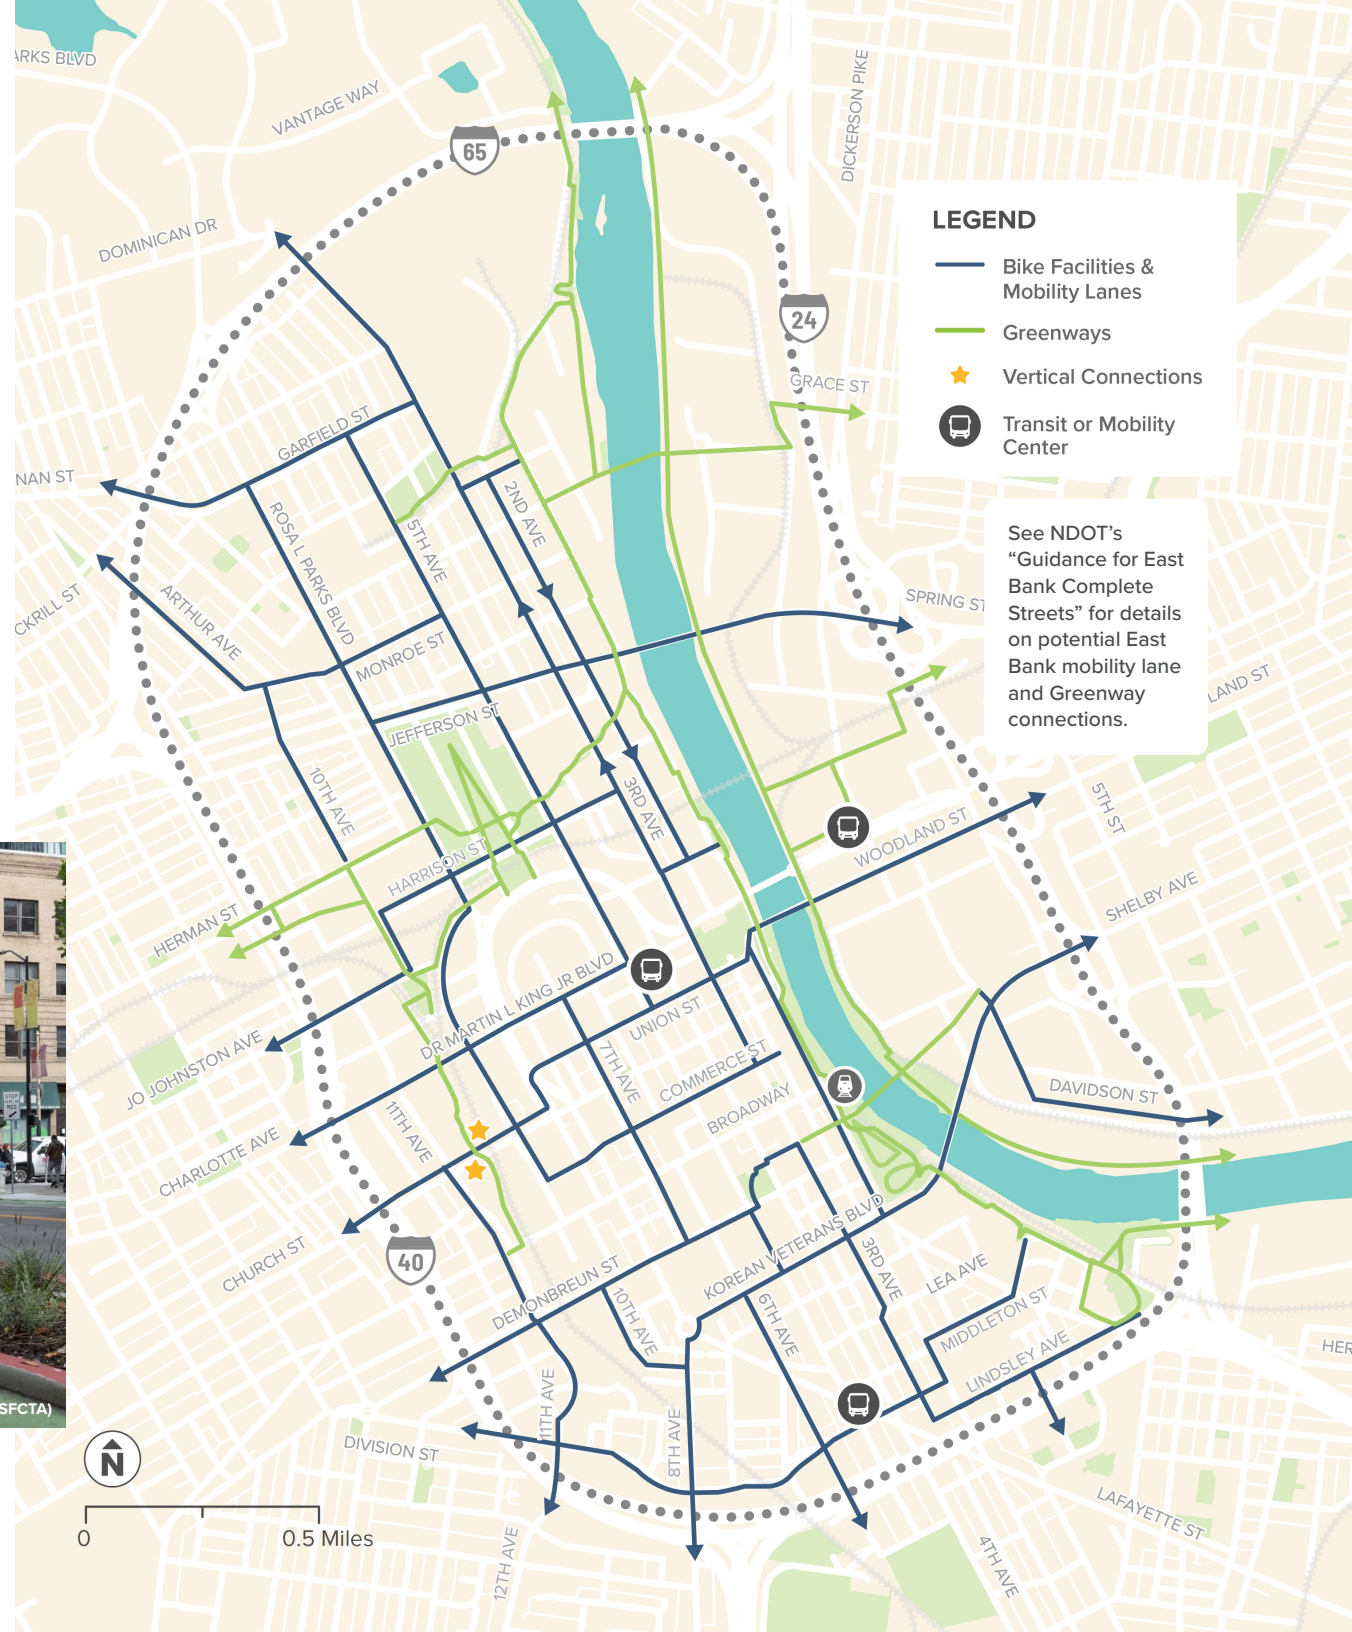 ARKS BLVD
VANTAGE WAY
DICKERSON PIKE
65
DOMINICAN DR
LEGEND
Bike Facilities &
Mobility Lanes
Greenways
Vertical Connections
Transit or Mobility
Center
24
GRACE ST
GARFIELD ST
NAN ST
2ND AVE
ROSA L PARKS BLVD
5TH AVE
See NDOT's
“Guidance for East
Bank Complete
Streets” for details
on potential East
Bank mobility lane
and Greenway
connections.
SPRING ST
CKRILL ST
ARTHUR AVE
MONROE ST
LAND ST
JEFFERSON ST
10TH AVE
3RD AVE
5TH ST
WOODLAND ST
HARRISON ST
SHELBY AVE
HERMAN ST
DR MARTIN L KING JR BLVD
UNION ST
JO JOHNSTON AVE
7TH AVE
COMMERCE ST
DAVIDSON ST
STOP
RED
BROADWAY
11TH AVE
CHARLOTTE AVE
CHURCH ST
40
KOREAN VETERANS BLVD
3RD AVE
LEA AVE
DEMONBREUN ST
10TH AVE
6TH AVE
MIDDLETON ST
LINDSLEY AVE
HER
SFCTA)
11TH AVE
8TH AVE
DIVISION ST
N
LAFAYETTE ST
0
0.5 Miles
12TH AVE
4TH AVE